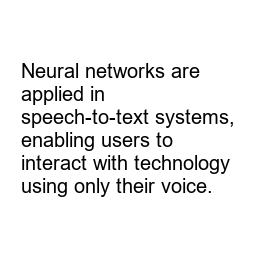 Neural networks are
applied in
speech-to-text systems,
enabling users to
interact with technology
using only their voice.